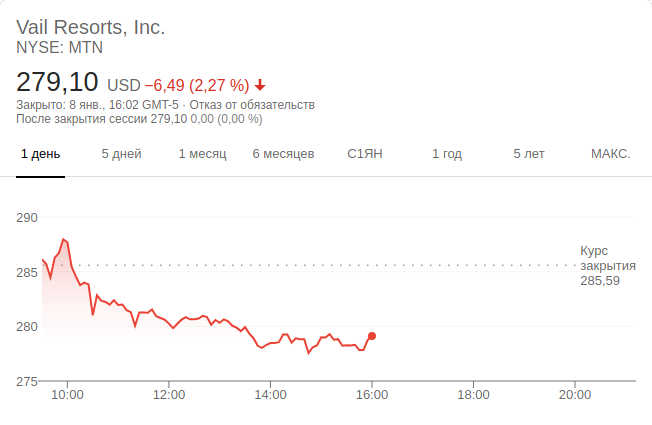 Vail Resorts, Inc.
NYSE: MTN
279,10 USD −6,49 (2,27 %)
Закрыто: 8 янв., 16:02 GMT-5 · Отказ от обязательств
После закрытия сессии 279,10 0,00 (0,00 %)
1 день 5 дней 1 месяц 6 месяцев С1ЯН 1 год 5 лет МАКС.
290
Курс
закрытия
285,59
285
280
275
10:00 12:00 14:00 16:00 18:00 20:00